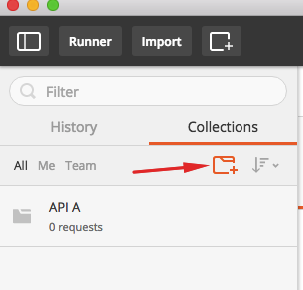 Runner Import
Filter
History Collections
All Me Team
API A
0 requests